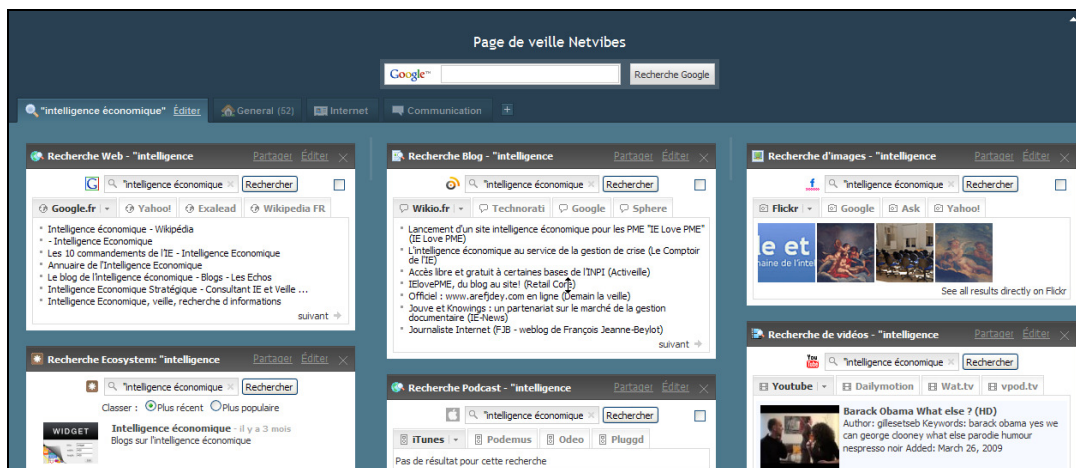 Page de veille Netvibes
Google™ Recherche Google
"intelligence économique" Éditer General (52) Internet Communication +
Recherche Web - "intelligence Partager Éditer
"intelligence économique Rechercher
Google.fr Yahoo! Exalead Wikipedia FR
Intelligence économique - Wikipédia
- Intelligence Economique
Les 10 commandements de l'IE - Intelligence Economique
Annuaire de l'Intelligence Economique
Le blog de l'Intelligence économique - Blogs - Les Echos
Intelligence Economique Stratégique - Consultant IE et Veille ...
Intelligence Economique, veille, recherche d informations
suivant
Recherche Ecosystem: "intelligence Partager Éditer
"intelligence économique Rechercher
Classer : Plus récent Plus populaire
WIDGET
Intelligence économique - il y a 3 mois
Blogs sur l'intelligence économique
Recherche Blog - "intelligence Partager Éditer
"intelligence économique Rechercher
Wikio.fr Technorati Google Sphere
Lancement d'un site intelligence économique pour les PME "IE Love PME"
(IE Love PME)
L'intelligence économique au service de la gestion de crise (Le Comptoir
de l'IE)
Accès libre et gratuit à certaines bases de l'INPI (Activeille)
IElovePME, du blog au site! (Retail Core)
Officiel : www.arefjdey.com en ligne (Demain la veille)
Jouve et Knowings : un partenariat sur le marché de la gestion
documentaire (IE-News)
Journaliste Internet (FJB - weblog de François Jeanne-Beylot)
suivant
Recherche Podcast - "intelligence Partager Éditer
"intelligence économique Rechercher
iTunes Podemus Odeo Pluggd
Pas de résultat pour cette recherche
Recherche d'images - "intelligence Partager Éditer
"intelligence économique Rechercher
Flickr Google Ask Yahoo!
le et
naine de l'intel
See all results directly on Flickr
Recherche de vidéos - "intelligence Partager Éditer
You Tube "intelligence économique Rechercher
Youtube Dailymotion Wat.tv vpod.tv
Barack Obama What else ? (HD)
Author: gillesetseb Keywords: barack obama yes we
can george clooney what else parodie humour
nespresso noir Added: March 26, 2009